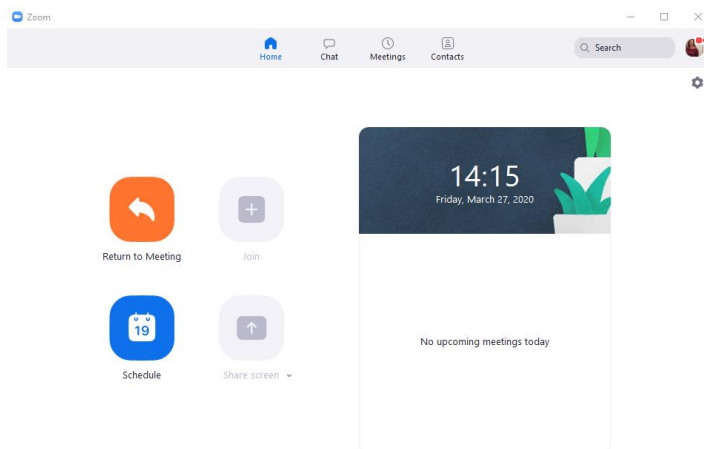 Zoom
Home
Chat
Meetings
Contacts
Search
14:15
Friday, March 27, 2020
Return to Meeting
Join
19
Schedule
Share screen
No upcoming meetings today